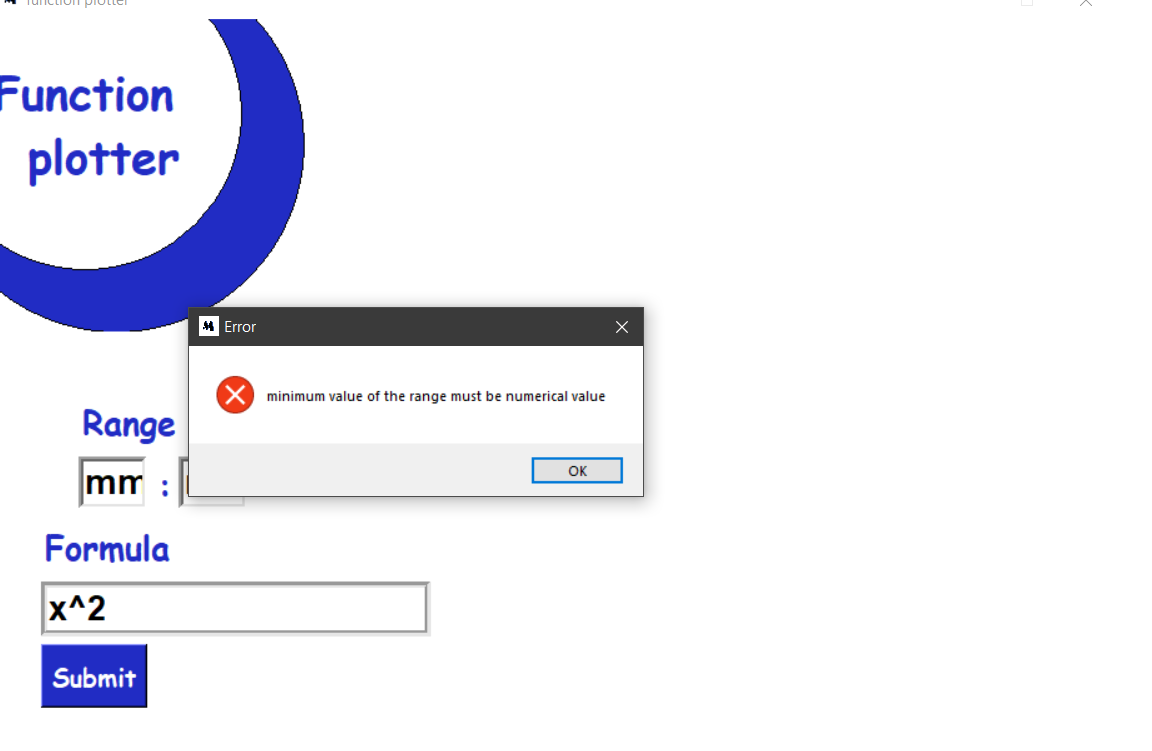 function plotter
Function
plotter
Error
minimum value of the range must be numerical value
OK
Range
mm :
Formula
x^2
Submit